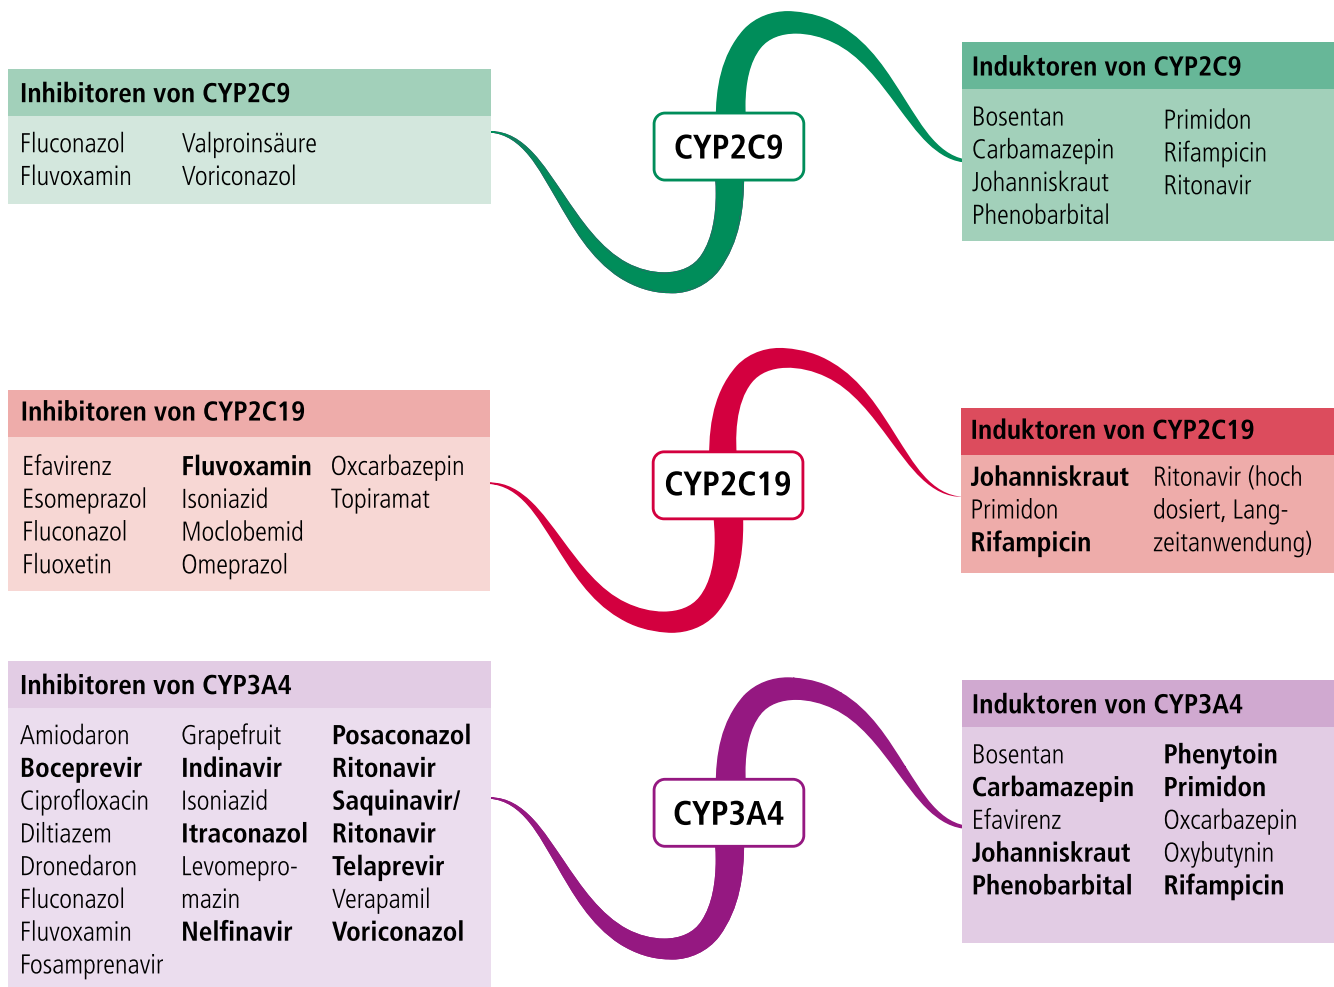 Inhibitoren von CYP2C9
Fluconazol
Fluvoxamin
Valproinsäure
Voriconazol
CYP2C9
Induktoren von CYP2C9
Bosentan
Carbamazepin
Johanniskraut
Phenobarbital
Primidon
Rifampicin
Ritonavir
Inhibitoren von CYP2C19
Efavirenz
Esomeprazol
Fluconazol
Fluoxetin
Fluvoxamin
Isoniazid
Moclobemid
Omeprazol
Oxcarbazepin
Topiramat
CYP2C19
Induktoren von CYP2C19
Johanniskraut
Primidon
Rifampicin
Ritonavir (hoch
dosiert, Lang-
zeitanwendung)
Inhibitoren von CYP3A4
Amiodaron
Boceprevir
Ciprofloxacin
Diltiazem
Dronedaron
Fluconazol
Fluvoxamin
Fosamprenavir
Grapefruit
Indinavir
Isoniazid
Itraconazol
Levomepro-
mazin
Nelfinavir
Posaconazol
Ritonavir
Saquinavir/
Ritonavir
Telaprevir
Verapamil
Voriconazol
CYP3A4
Induktoren von CYP3A4
Bosentan
Carbamazepin
Efavirenz
Johanniskraut
Phenobarbital
Phenytoin
Primidon
Oxcarbazepin
Oxybutynin
Rifampicin